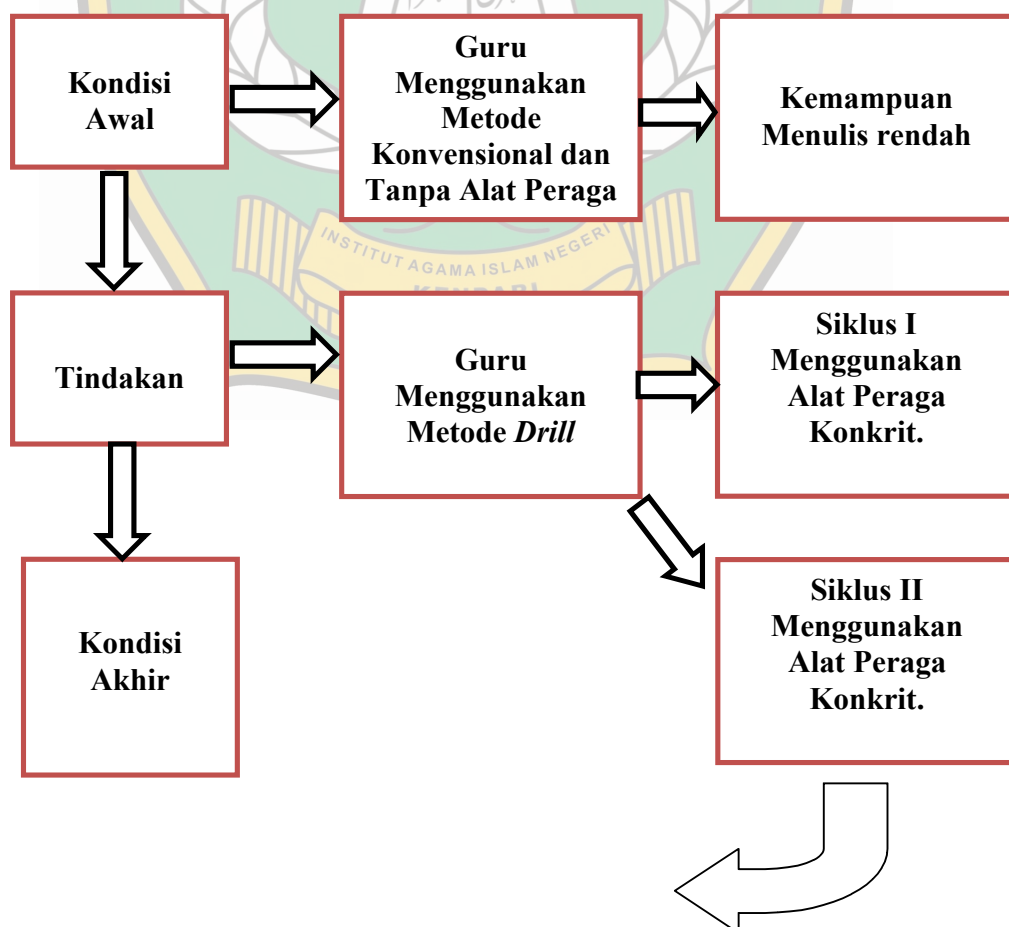 Kondisi
Awal
Guru
Menggunakan
Metode
Konvensional dan
Tanpa Alat Peraga
Kemampuan
Menulis rendah
INSTITUT AGAMA ISLAM NEGERI
Tindakan
Guru
Menggunakan
Metode Drill
Siklus I
Menggunakan
Alat Peraga
Konkrit.
Kondisi
Akhir
Siklus II
Menggunakan
Alat Peraga
Konkrit.